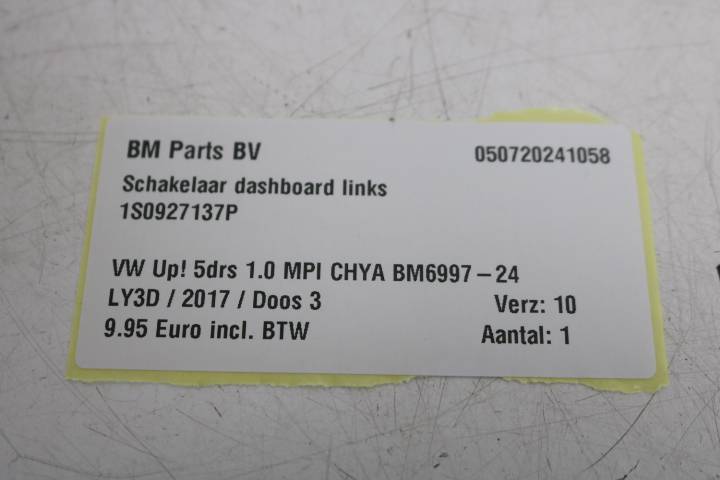 BM Parts BV 050720241058
Schakelaar dashboard links
1S0927137P
VW Up! 5drs 1.0 MPI CHYA BM6997-24
LY3D / 2017 / Doos 3 Verz: 10
9.95 Euro incl. BTW Aantal: 1